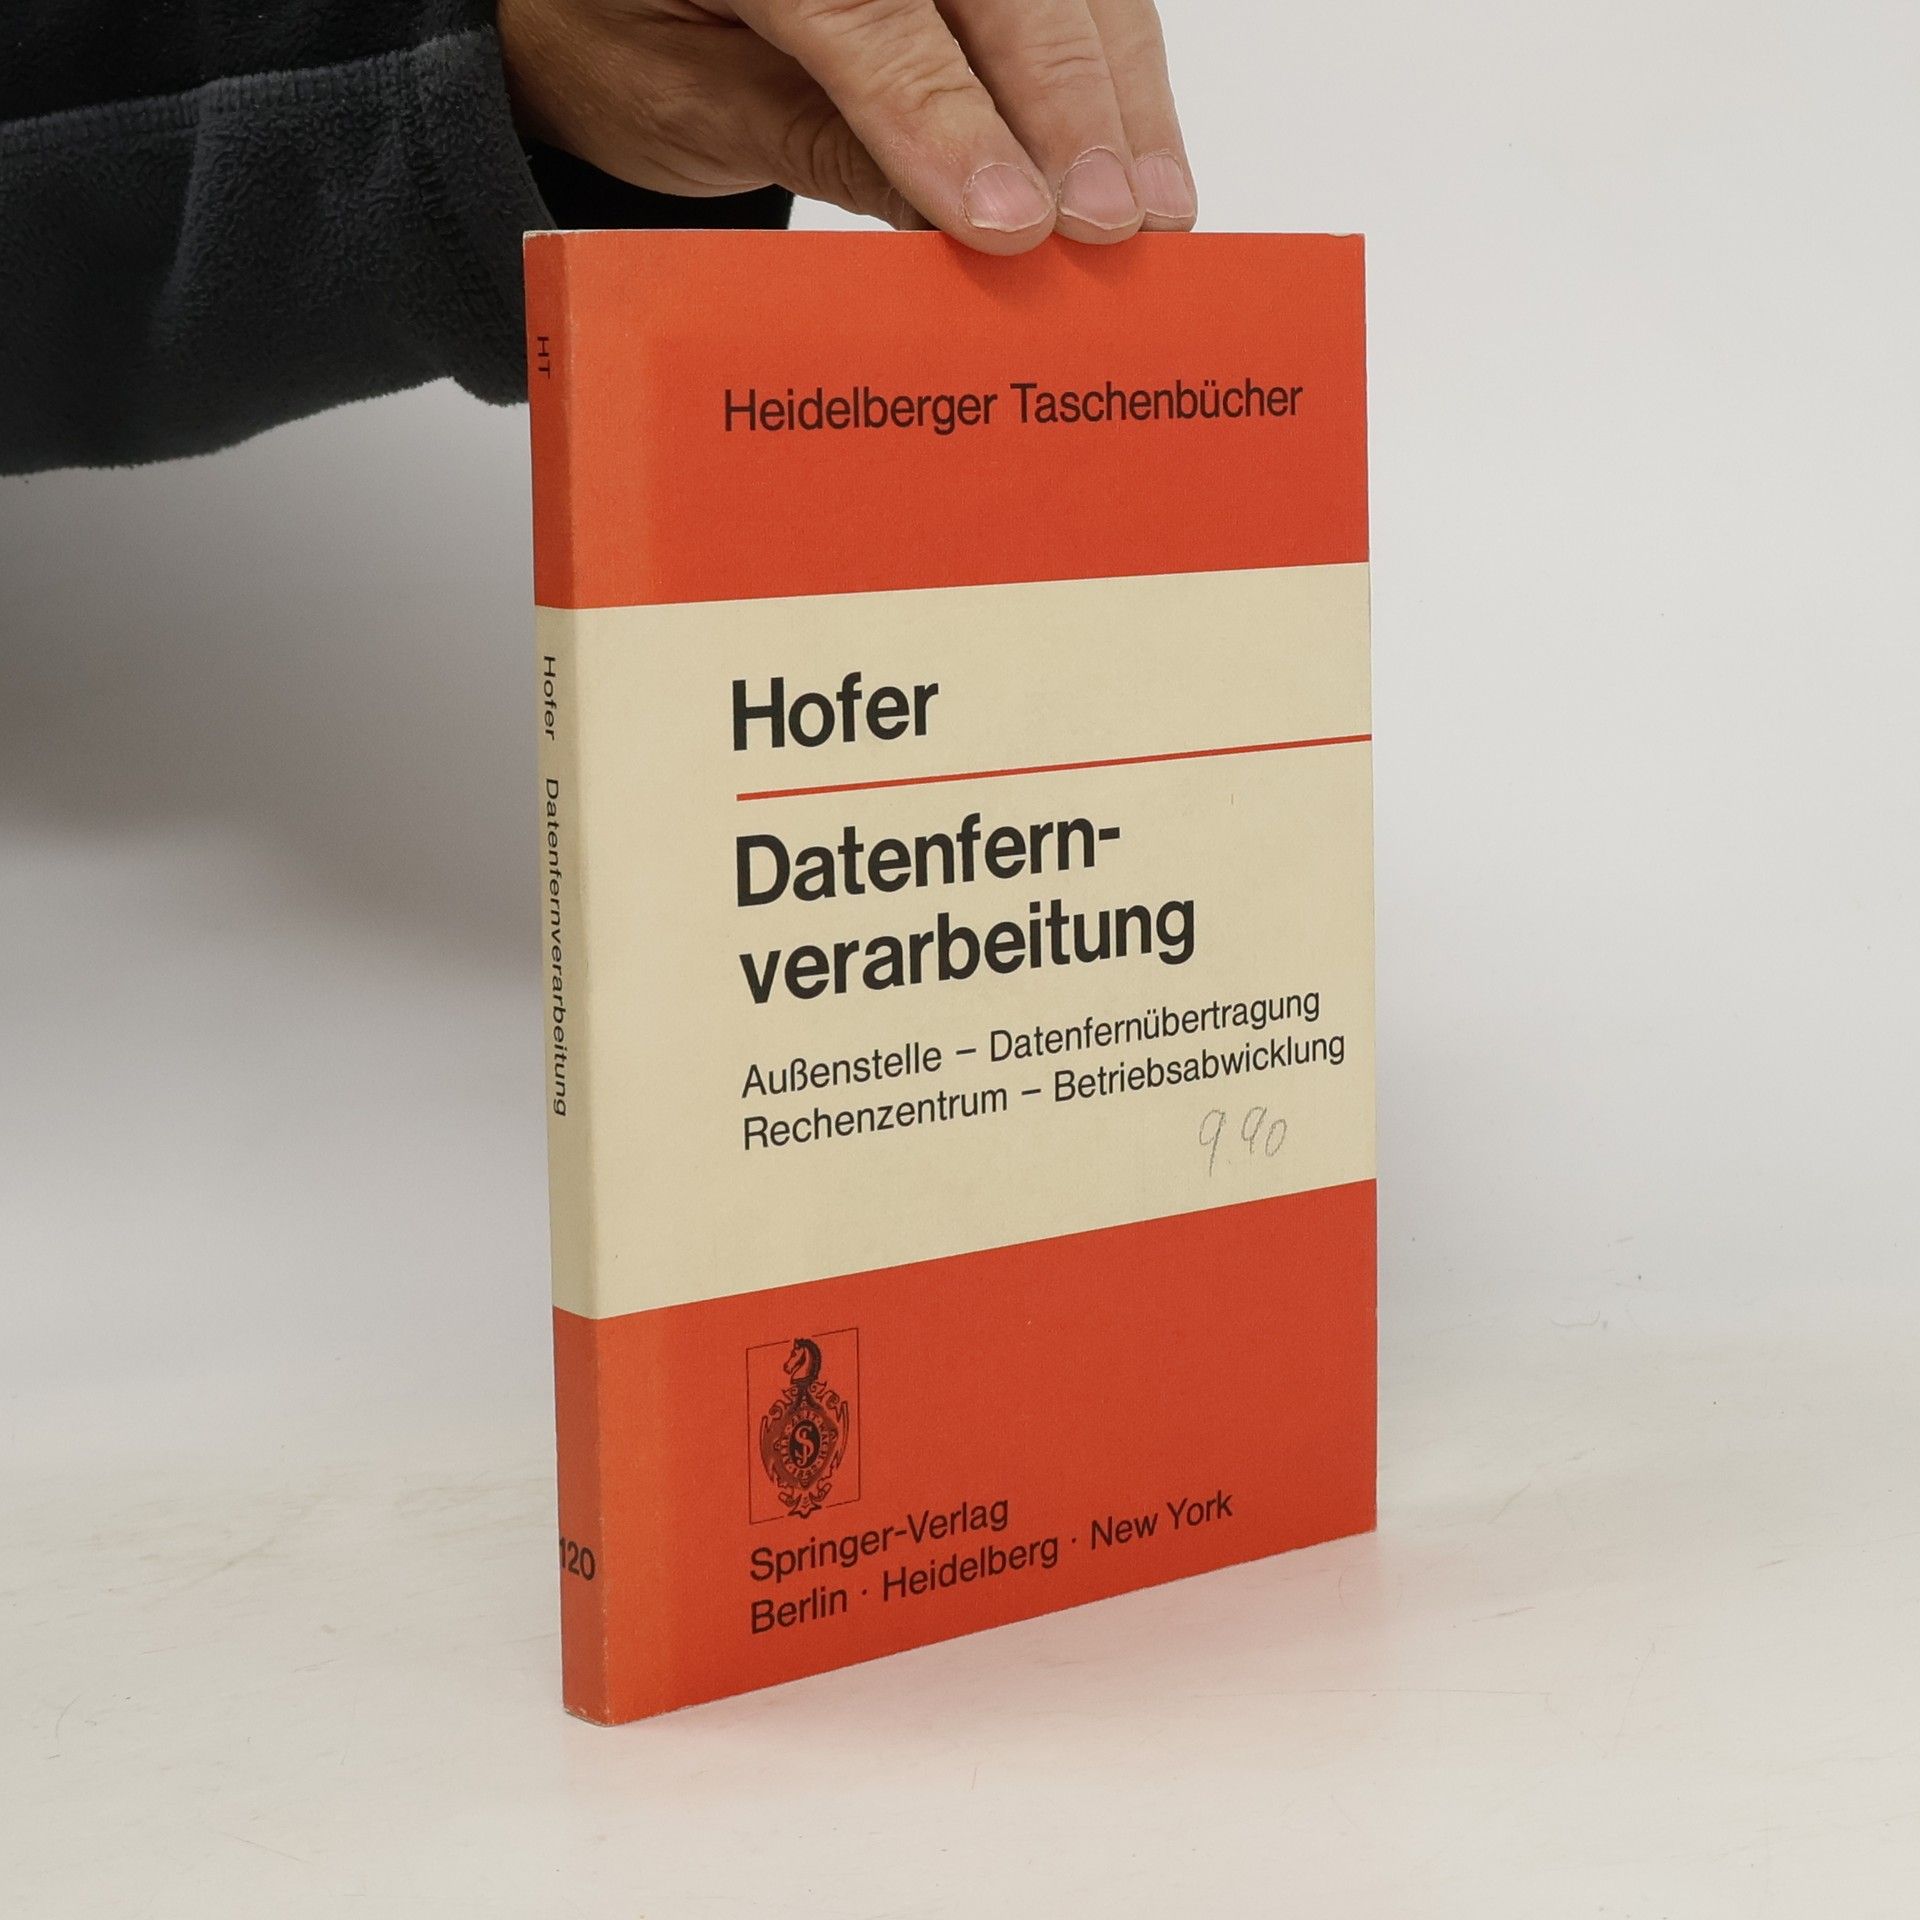 Heidelberger Taschenbücher
Hofer
Datenfern-
verarbeitung
Außenstelle – Datenfernübertragung
Rechenzentrum – Betriebsabwicklung
9 90
Springer-Verlag
Berlin · Heidelberg · New York
HT
Hofer Datenfernverarbeitung
120